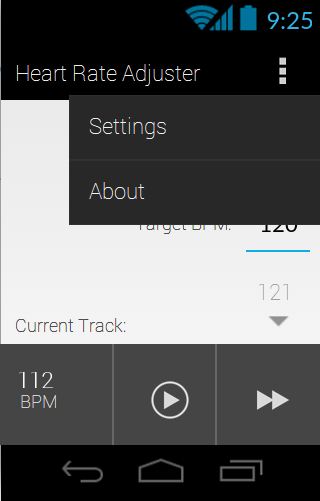 9:25
Heart Rate Adjuster
Settings
About
Target BPM: 120
121
Current Track:
112
BPM